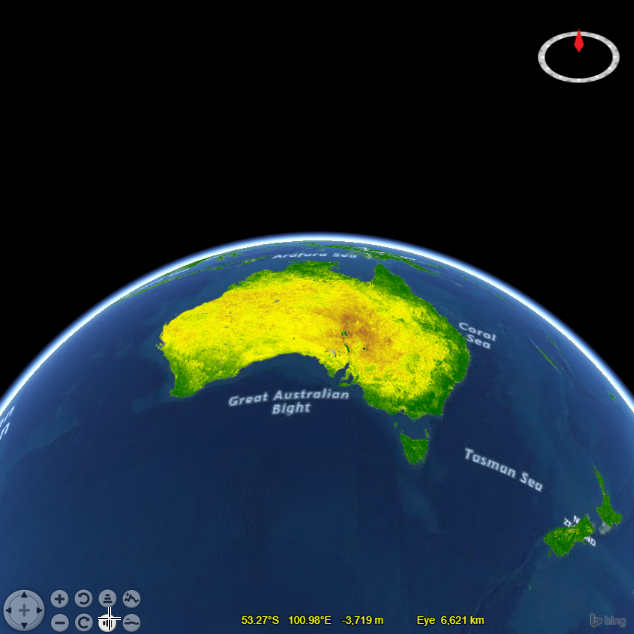 Arafura Sea
Coral
Sea
Great Australian
Bight
Tasman Sea
53.27°S 100.98°E -3,719 m Eye 6,621 km
bing